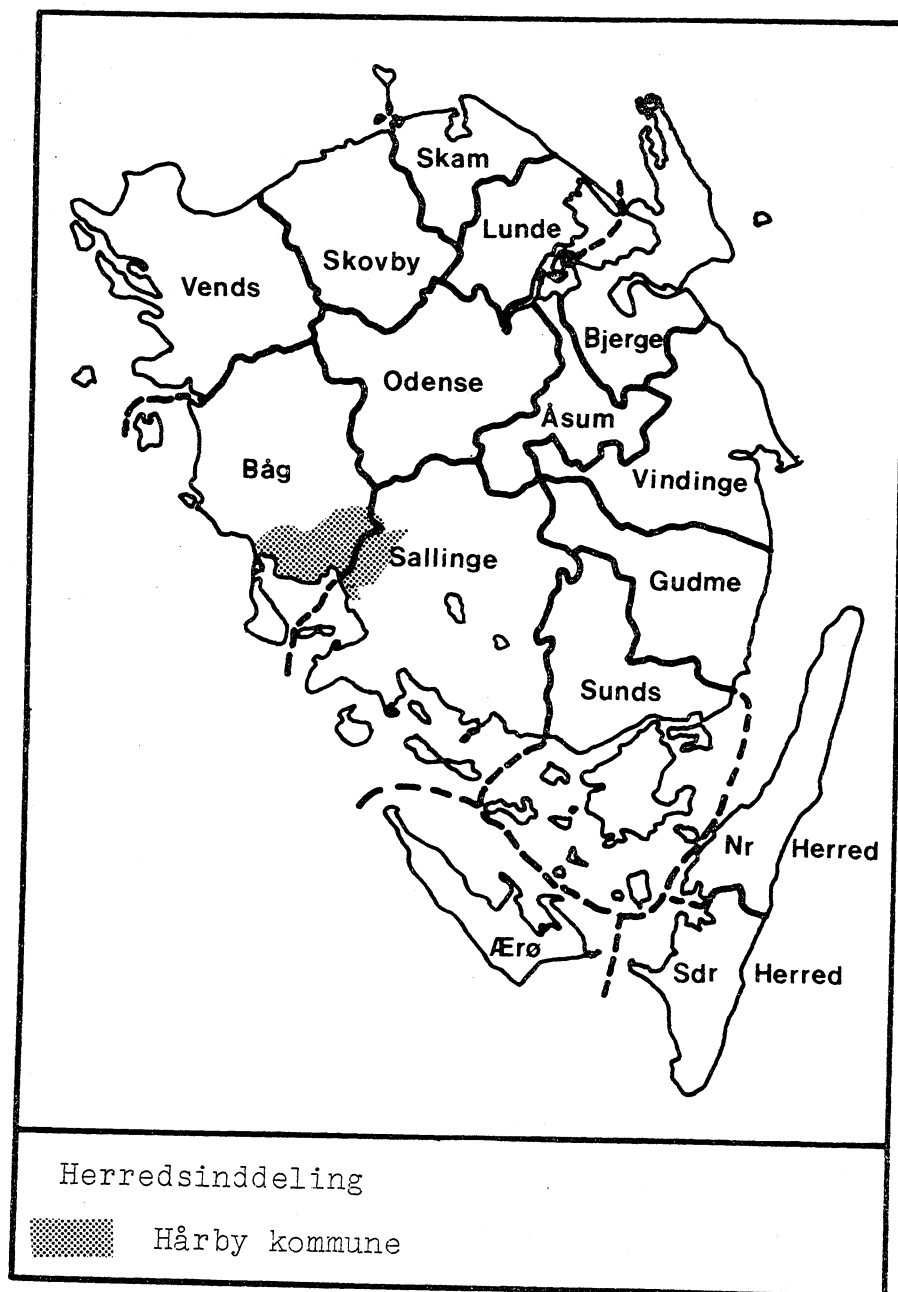 Skam
Lunde
Skovby
Vends
Bjerge
Odense
Åsum
Båg
Vindinge
Sallinge
Gudme
Sunds
Nr Herred
Ærø
Sdr Herred
Herredsinddeling
Hårby kommune